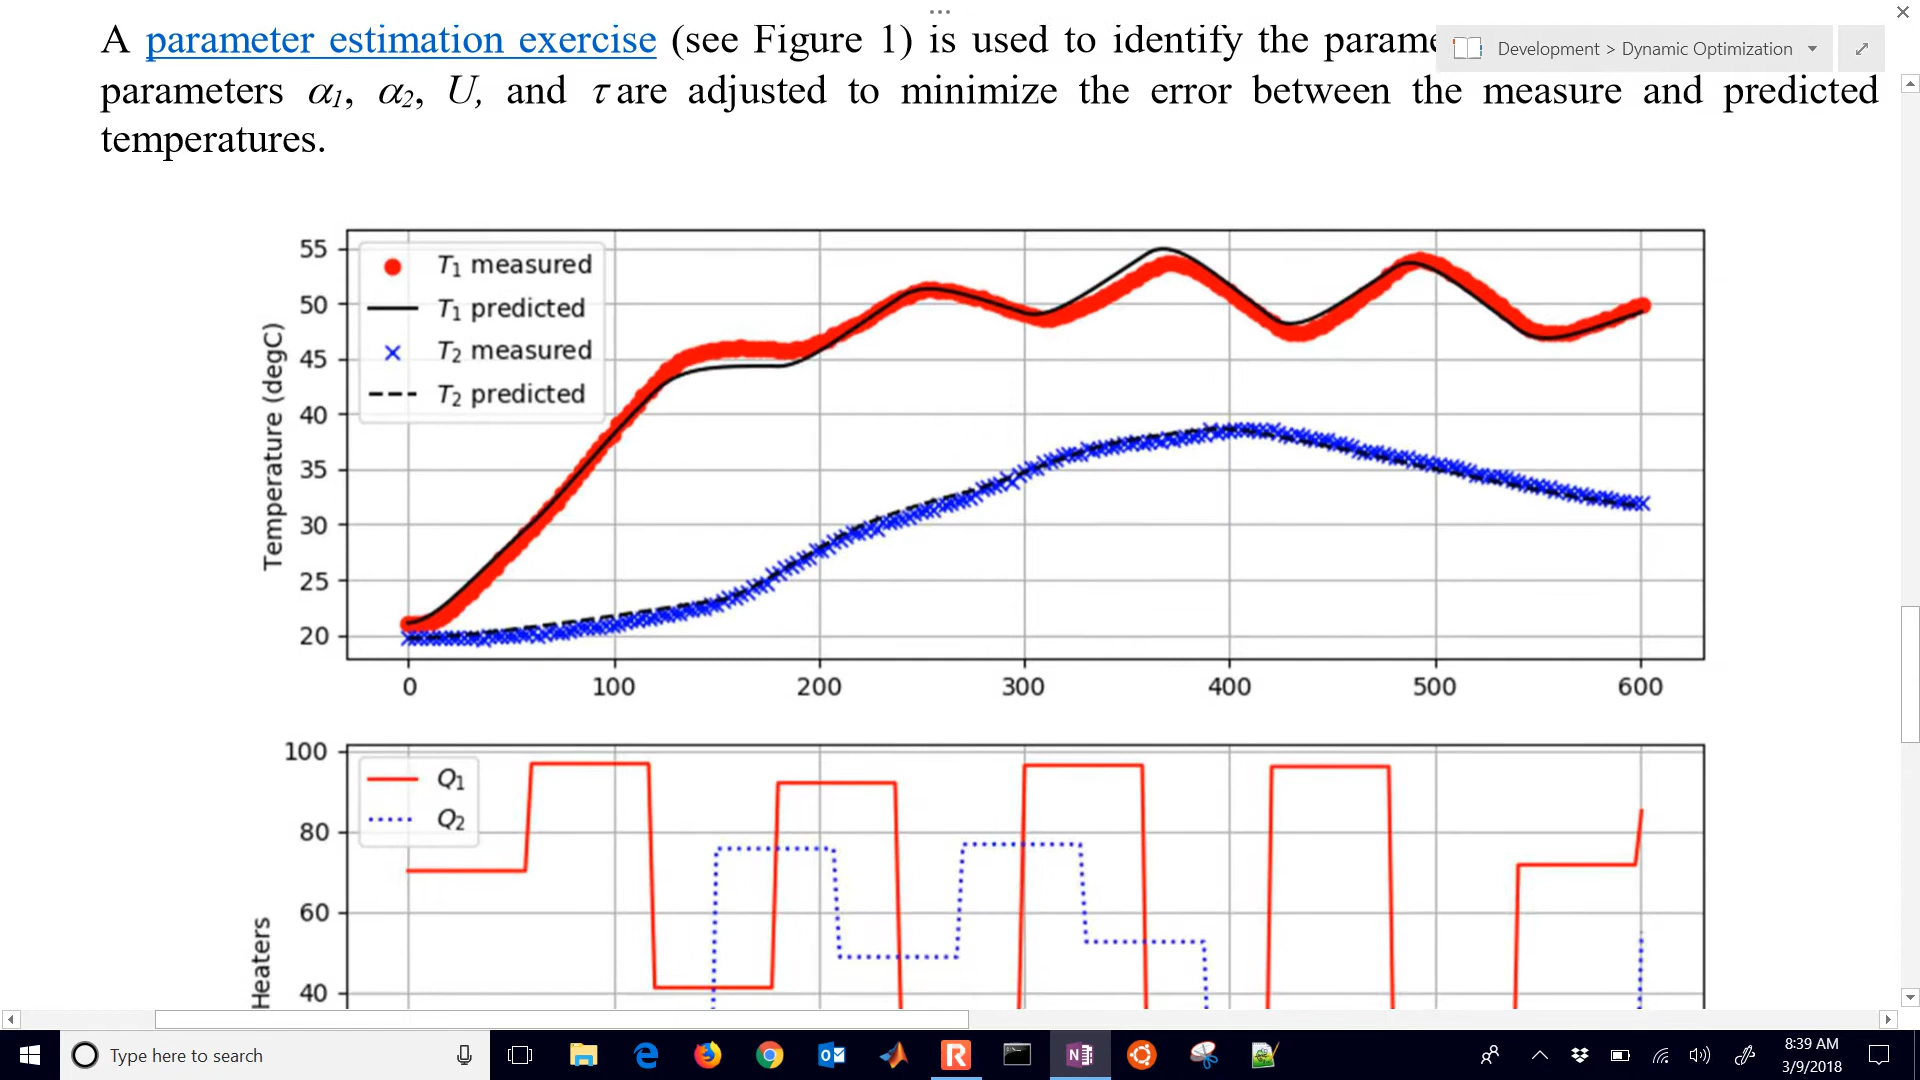 A parameter estimation exercise (see Figure 1) is used to identify the parame
Development > Dynamic Optimization
parameters α1, α2, U, and τ are adjusted to minimize the error between the measure and predicted
temperatures.
T1 measured
T1 predicted
T2 measured
T2 predicted
Temperature (degC)
55
50
45
40
35
30
25
20
0 100 200 300 400 500 600
Q1
Q2
Heaters
100
80
60
40
Type here to search
8:39 AM
3/9/2018